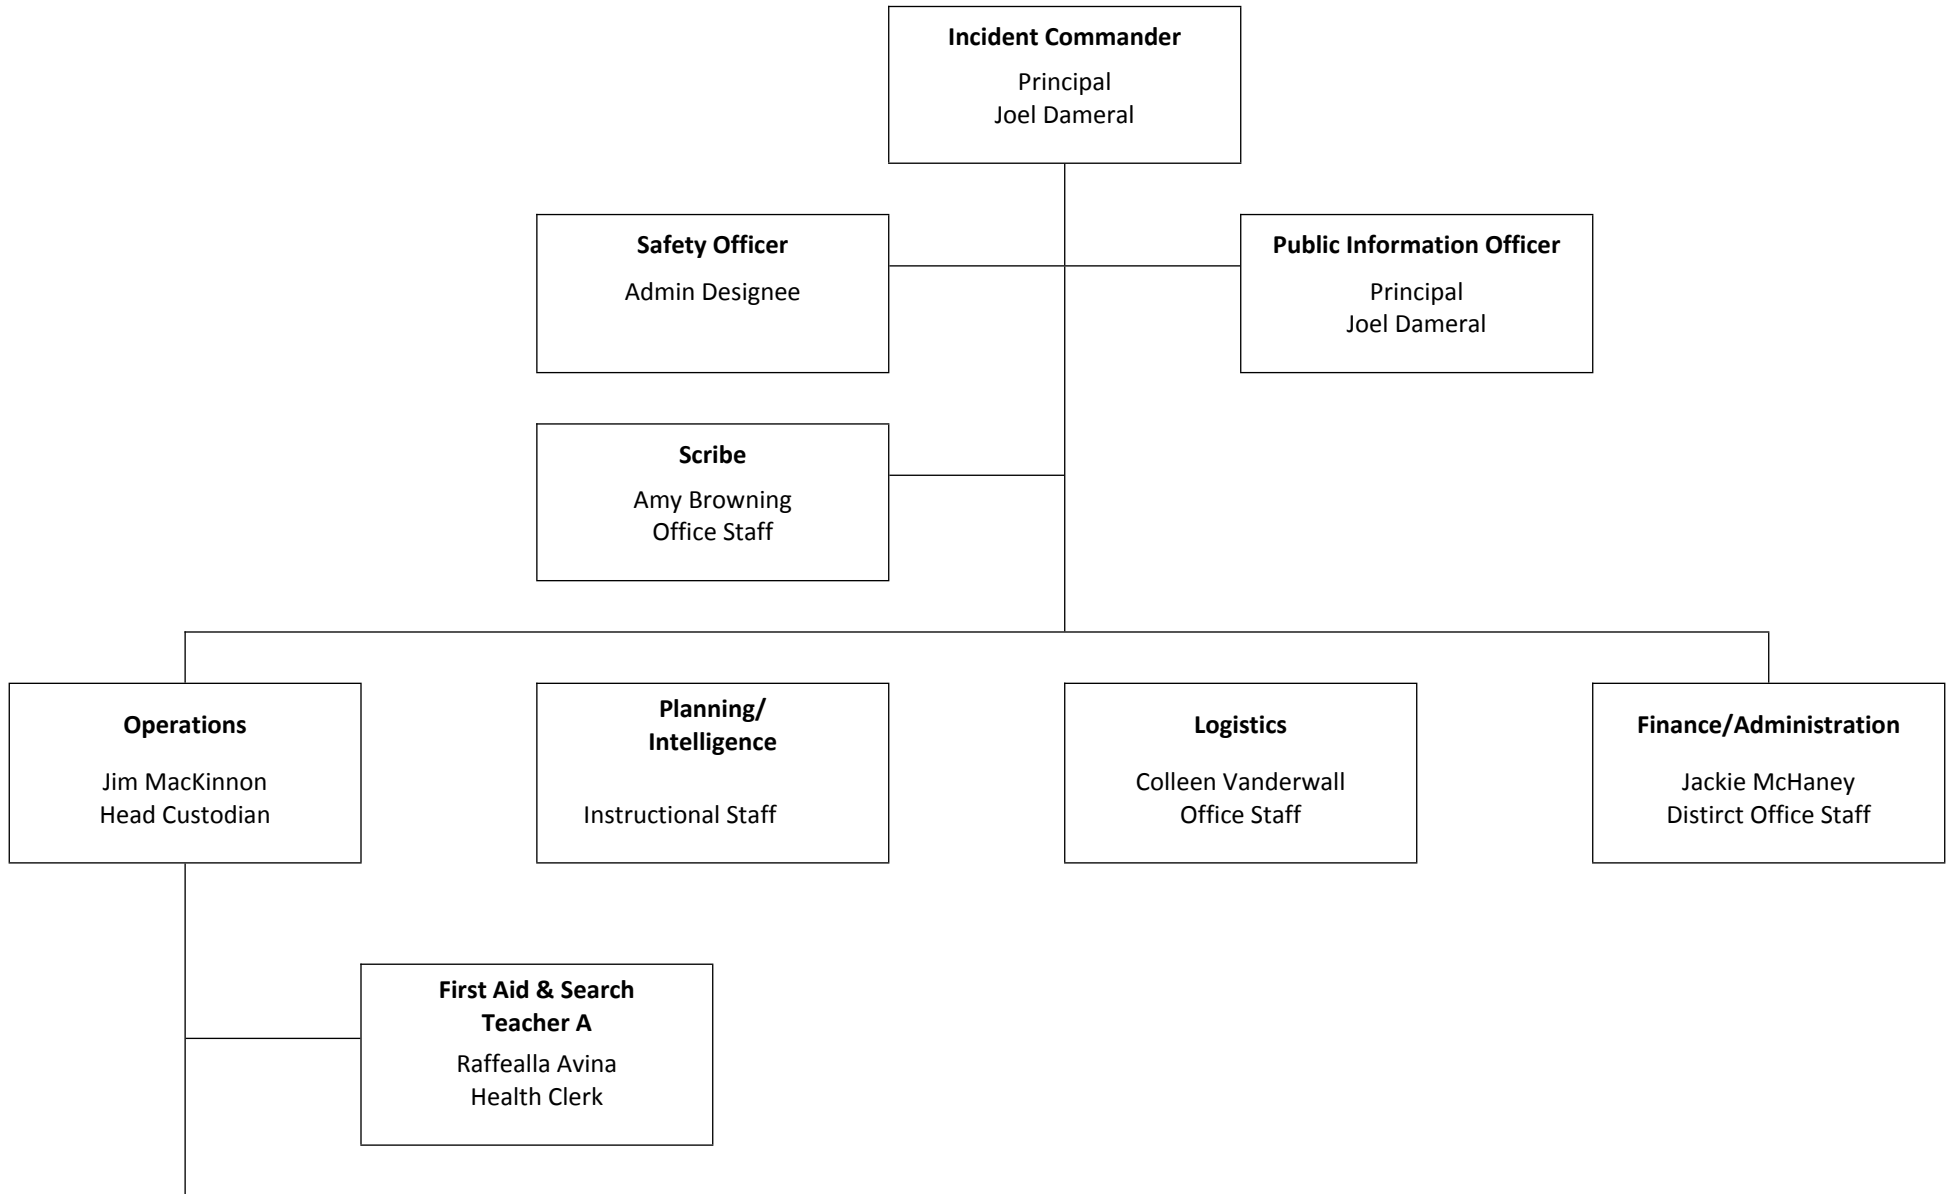 Incident Commander
Principal
Joel Dameral
Safety Officer
Admin Designee
Public Information Officer
Principal
Joel Dameral
Scribe
Amy Browning
Office Staff
Operations
Jim MacKinnon
Head Custodian
Planning/
Intelligence
Instructional Staff
Logistics
Colleen Vanderwall
Office Staff
Finance/Administration
Jackie McHaney
Distirct Office Staff
First Aid & Search
Teacher A
Raffealla Avina
Health Clerk